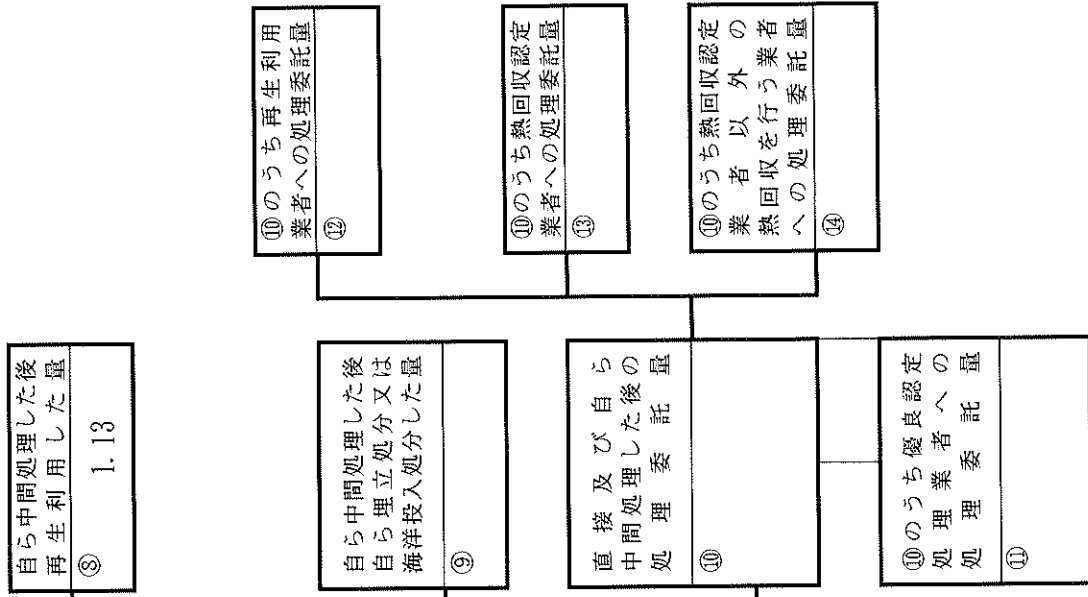 自ら中間処理した後
再生利用した量
⑧
1.13
自ら中間処理した後
自ら埋立処分又は
海洋投入処分した量
⑨
直接及び自ら
中間処理した後の
処理委託量
⑩
⑩のうち優良認定
処理業者への
処理委託量
⑪
⑩のうち再生利用
業者への処理委託量
⑫
⑩のうち熱回収認定
業者への処理委託量
⑬
⑩のうち熱回収認定
業者以外の
熱回収を行う業者
への処理委託量
⑭